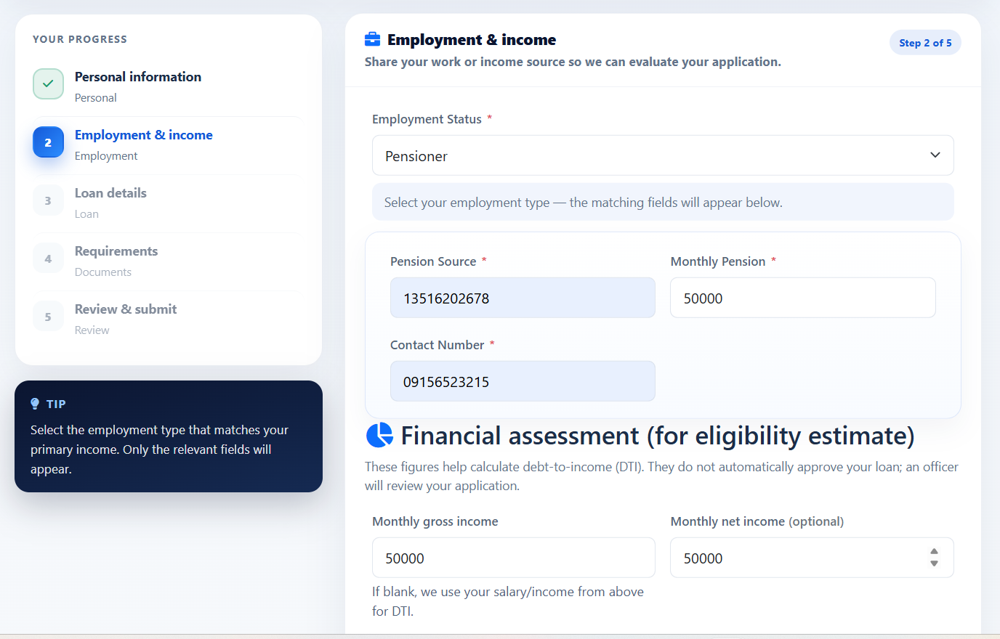 YOUR PROGRESS
Personal information
Personal
2
Employment & income
Employment
3
Loan details
Loan
4
Requirements
Documents
5
Review & submit
Review
TIP
Select the employment type that matches your
primary income. Only the relevant fields will
appear.
Employment & income
Share your work or income source so we can evaluate your application.
Step 2 of 5
Employment Status *
Pensioner
Select your employment type — the matching fields will appear below.
Pension Source *
13516202678
Monthly Pension *
50000
Contact Number *
09156523215
Financial assessment (for eligibility estimate)
These figures help calculate debt-to-income (DTI). They do not automatically approve your loan; an officer
will review your application.
Monthly gross income
50000
If blank, we use your salary/income from above
for DTI.
Monthly net income (optional)
50000